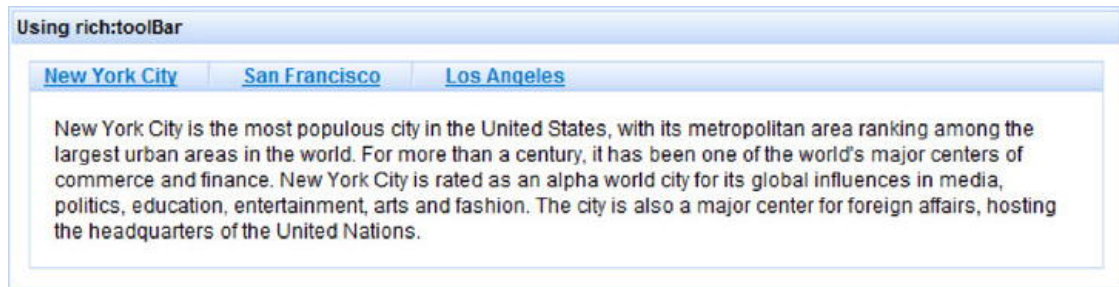 Using rich:toolBar
New York City San Francisco Los Angeles
New York City is the most populous city in the United States, with its metropolitan area ranking among the
largest urban areas in the world. For more than a century, it has been one of the world's major centers of
commerce and finance. New York City is rated as an alpha world city for its global influences in media,
politics, education, entertainment, arts and fashion. The city is also a major center for foreign affairs, hosting
the headquarters of the United Nations.